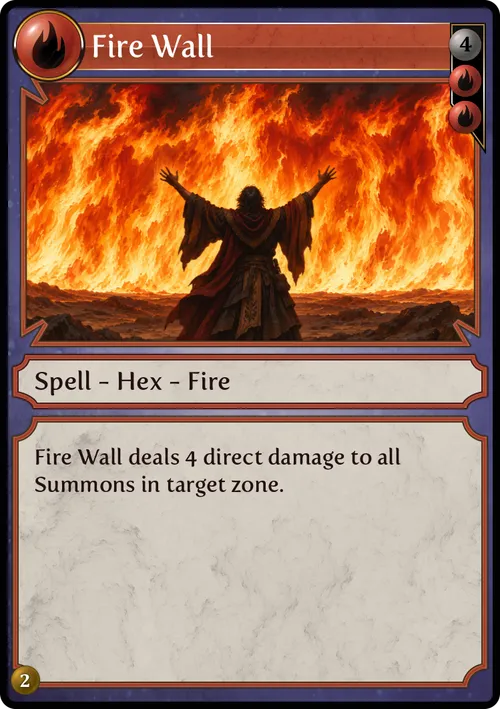 Fire Wall
4
Spell - Hex - Fire
Fire Wall deals 4 direct damage to all
Summons in target zone.
2